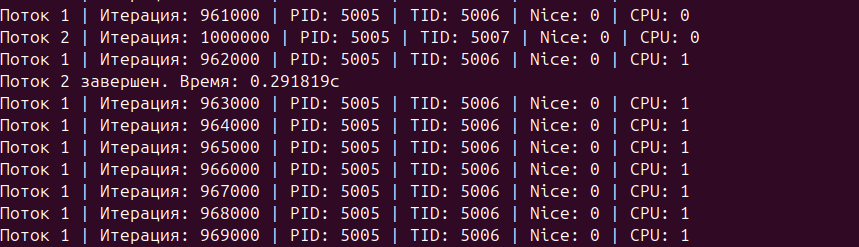 Поток 1 | Итерация: 961000 | PID: 5005 | TID: 5006 | Nice: 0 | CPU: 0
Поток 2 | Итерация: 1000000 | PID: 5005 | TID: 5007 | Nice: 0 | CPU: 0
Поток 1 | Итерация: 962000 | PID: 5005 | TID: 5006 | Nice: 0 | CPU: 1
Поток 2 завершен. Время: 0.291819с
Поток 1 | Итерация: 963000 | PID: 5005 | TID: 5006 | Nice: 0 | CPU: 1
Поток 1 | Итерация: 964000 | PID: 5005 | TID: 5006 | Nice: 0 | CPU: 1
Поток 1 | Итерация: 965000 | PID: 5005 | TID: 5006 | Nice: 0 | CPU: 1
Поток 1 | Итерация: 966000 | PID: 5005 | TID: 5006 | Nice: 0 | CPU: 1
Поток 1 | Итерация: 967000 | PID: 5005 | TID: 5006 | Nice: 0 | CPU: 1
Поток 1 | Итерация: 968000 | PID: 5005 | TID: 5006 | Nice: 0 | CPU: 1
Поток 1 | Итерация: 969000 | PID: 5005 | TID: 5006 | Nice: 0 | CPU: 1